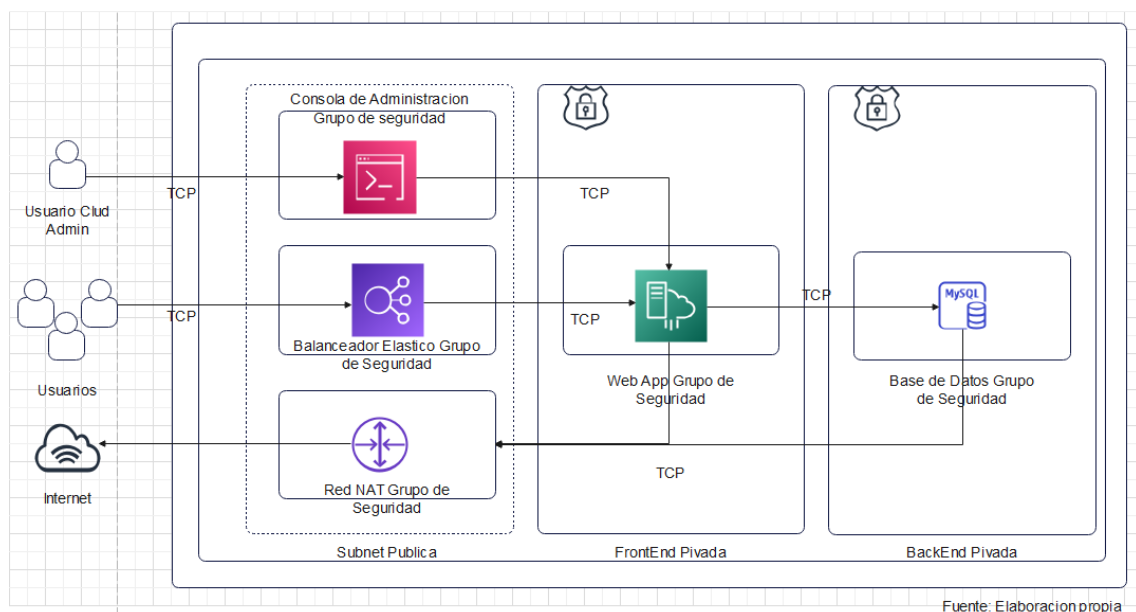 Consola de Administracion
Grupo de seguridad
TCP
TCP
Usuario Clud
Admin
TCP
TCP
TCP
MySQL
Balanceador Elastico Grupo
de Seguridad
Web App Grupo de
Seguridad
Base de Datos Grupo
de Seguridad
Usuarios
TCP
Internet
Red NAT Grupo de
Seguridad
Subnet Publica
FrontEnd Pivada
BackEnd Pivada
Fuente: Elaboracion propia